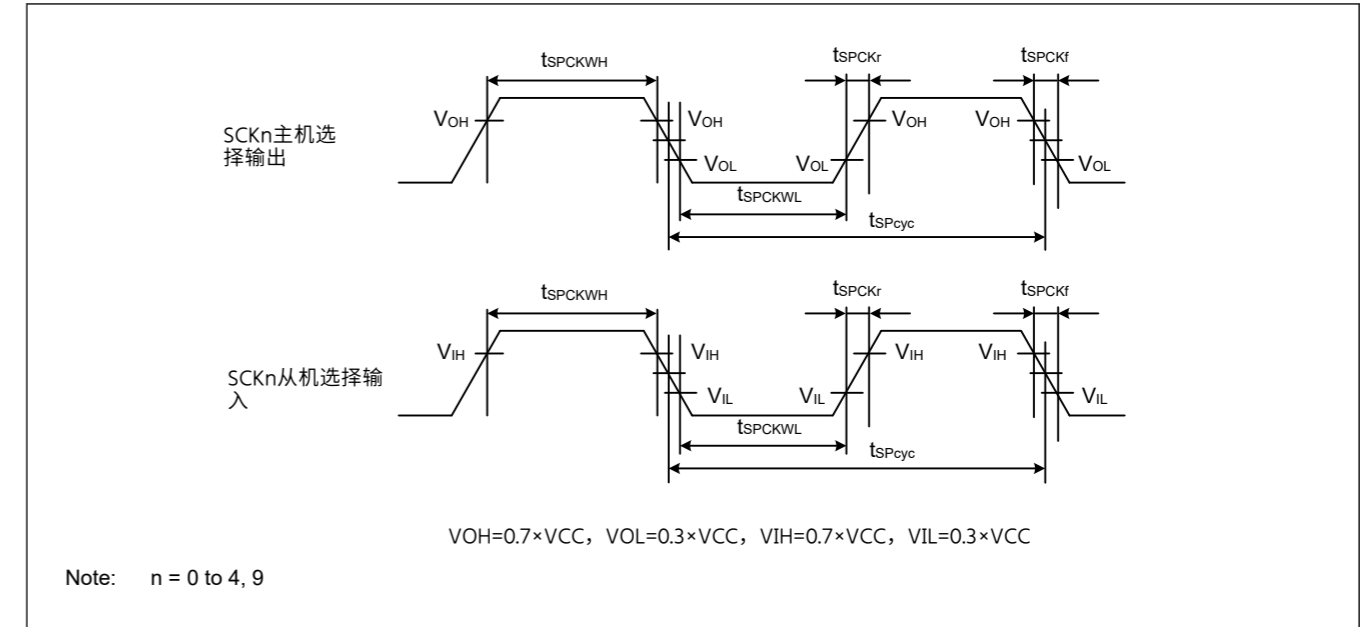 tSPCKWH
tSPCKr
tSPCKf
VOH
VOH
VOH
VOH
SCKn主机选
择输出
VOL
VOL
VOL
tSPCKWL
tSPcyc
tSPCKWH
tSPCKr
tSPCKf
VIH
VIH
VIH
VIH
SCKn从机选择输
入
VIL
VIL
VIL
tSPCKWL
tSPcyc
VOH=0.7×VCC，VOL=0.3×VCC，VIH=0.7×VCC，VIL=0.3×VCC
Note: n = 0 to 4, 9